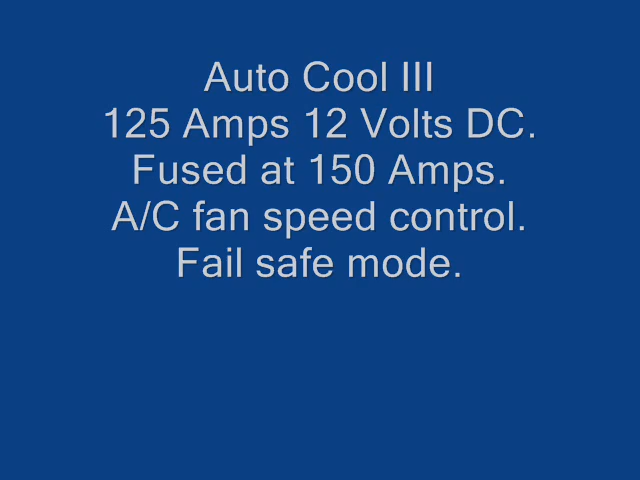 Auto Cool III
125 Amps 12 Volts DC.
Fused at 150 Amps.
A/C fan speed control.
Fail safe mode.